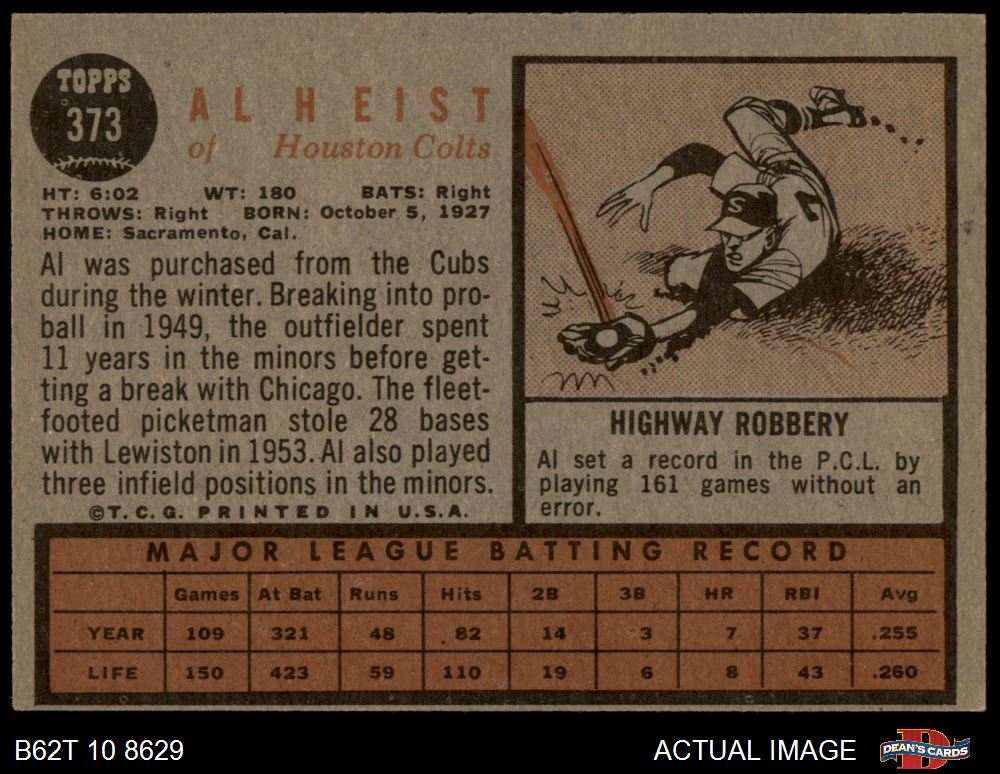 TOPPS
373
AL HEIST
of Houston Colts
HT: 6:02 WT: 180 BATS: Right
THROWS: Right BORN: October 5, 1927
HOME: Sacramento, Cal.
Al was purchased from the Cubs
during the winter. Breaking into pro-
ball in 1949, the outfielder spent
11 years in the minors before get-
ting a break with Chicago. The fleet-
footed picketman stole 28 bases
with Lewiston in 1953. Al also played
three infield positions in the minors.
©T. C. G. PRINTED IN U.S.A.
S
HIGHWAY ROBBERY
Al set a record in the P.C.L. by
playing 161 games without an
error.
MAJOR LEAGUE BATTING RECORD
Games At Bat Runs Hits 2B 3B HR RBI Avg
YEAR 109 321 48 82 14 3 7 37 .255
LIFE 150 423 59 110 19 6 8 43 .260
B62T 10 8629
ACTUAL IMAGE
DEAN'S CARDS